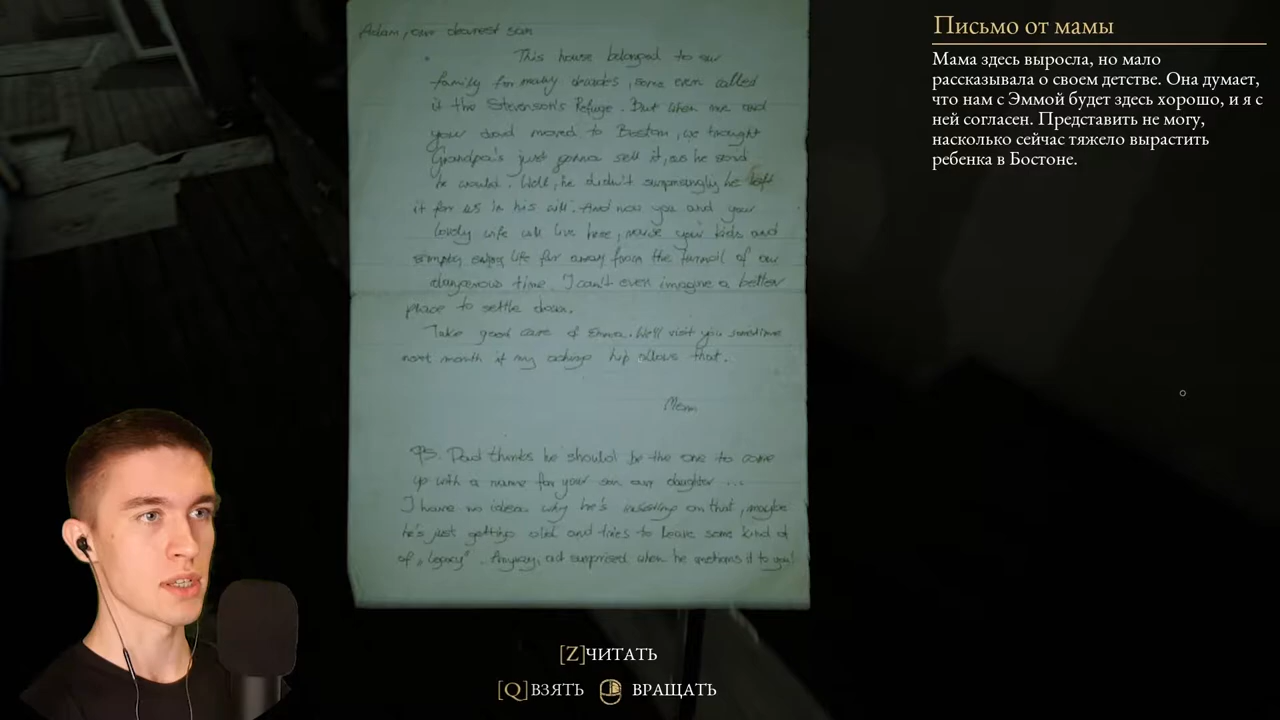 Adam, our dearest son
This house belonged to our
family for many decades, some even called
it the Stevenson's Refuge. But when me and
your dad moved to Boston, we thought
Grandpa's just gonna sell it, as he said
he would. Well, he didn't surprisingly he left
it for us in his will. And now you and your
lovely wife will live here, raise your kids and
simply enjoy life far away from the turmoil of our
dangerous time. I can't even imagine a better
place to settle down.
Take good care of Emma. We'll visit you sometime
next month if my aching hip allows that.
Mom
PS. Dad thinks he should be the one to come
up with a name for your son our daughter ...
I have no idea why he's insisting on that, maybe
he's just getting old and tries to leave some kind of
of "legacy". Anyway, act surprised when he mentions it to you!
Письмо от мамы
Мама здесь выросла, но мало
рассказывала о своем детстве. Она думает,
что нам с Эммой будет здесь хорошо, и я с
ней согласен. Представить не могу,
насколько сейчас тяжело вырастить
ребенка в Бостоне.
[Z]ЧИТАТЬ
[Q]ВЗЯТЬ ВРАЩАТЬ